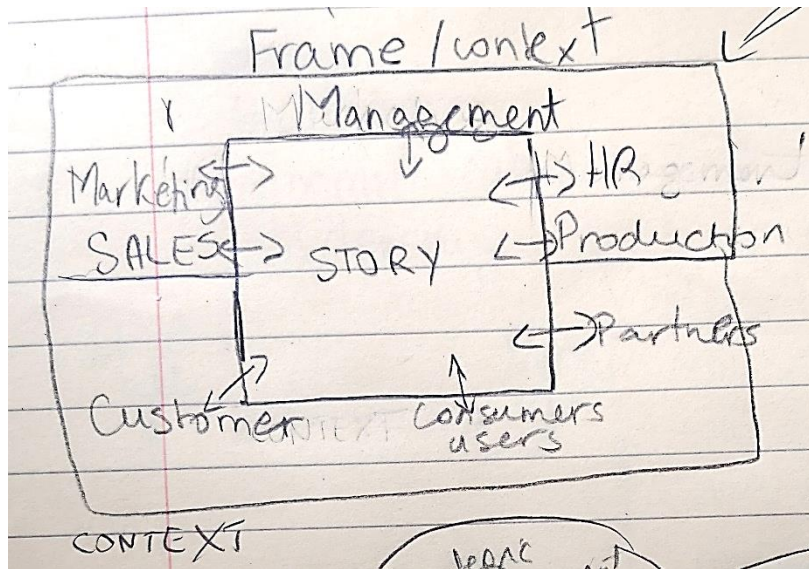 Frame / context
Management
Marketing
HR
SALES
Production
STORY
Partners
Customer
consumers
users
CONTEXT